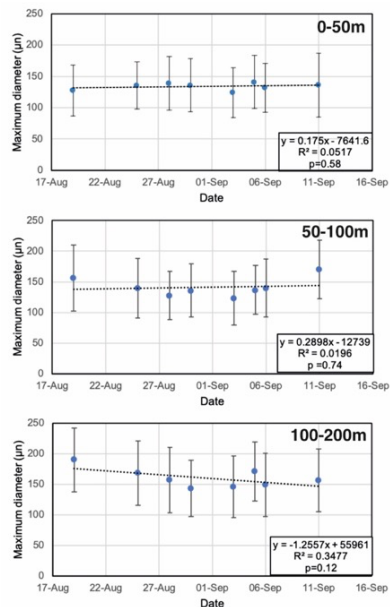 0-50m
Maximum diameter (µn)
250
200
150
100
50
0
y = 0.175x - 7641.6
R² = 0.0517
p=0.58
17-Aug 22-Aug 27-Aug 01-Sep 06-Sep 11-Sep 16-Sep
Date
50-100m
Maximum diameter (µn)
250
200
150
100
50
0
y = 0.2898x - 12739
R² = 0.0196
p =0.74
17-Aug 22-Aug 27-Aug 01-Sep 06-Sep 11-Sep 16-Sep
Date
100-200m
Maximum diameter (µn)
250
200
150
100
50
0
y = -1.2557x + 55961
R² = 0.3477
p=0.12
17-Aug 22-Aug 27-Aug 01-Sep 06-Sep 11-Sep 16-Sep
Date